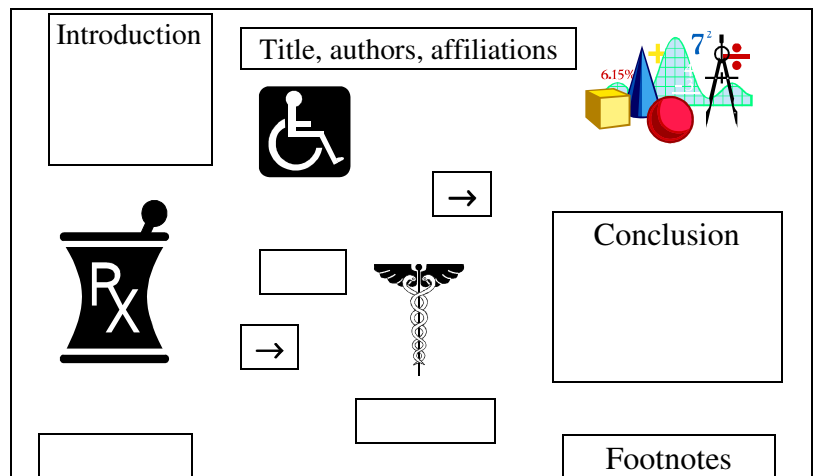 Introduction
Title, authors, affiliations
7²
6.15%
→
Conclusion
RX
→
Footnotes